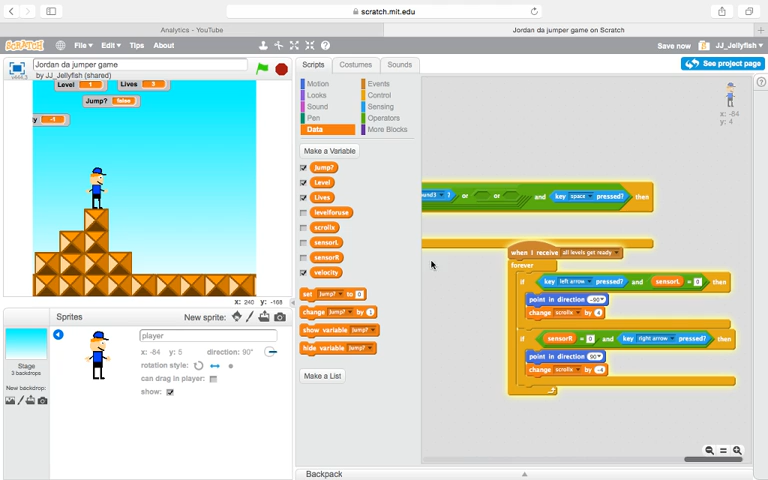 scratch.mit.edu
Analytics - YouTube
Jordan da jumper game on Scratch
SCRATCH
File
Edit
Tips
About
Save now
JJ_Jellyfish
Jordan da jumper game
by JJ_Jellyfish (shared)
Scripts
Costumes
Sounds
See project page
Level 1
Lives 3
Jump? false
y -1
Motion
Looks
Sound
Pen
Data
Events
Control
Sensing
Operators
More Blocks
Make a Variable
Jump?
Level
Lives
levelforuse
scrollx
sensorL
sensorR
velocity
set Jump? to 0
change Jump? by 1
show variable Jump?
hide variable Jump?
Make a List
x: -84
y: 4
ound3 ? or or and key space pressed? then
when I receive all levels get ready
forever
if key left arrow pressed? and sensorL = 0 then
point in direction -90
change scrollx by 4
if sensorR = 0 and key right arrow pressed? then
point in direction 90
change scrollx by -4
x: 240 y: -168
Sprites
New sprite:
Stage
3 backdrops
New backdrop:
player
x: -84 y: 5 direction: 90°
rotation style:
can drag in player:
show:
Backpack